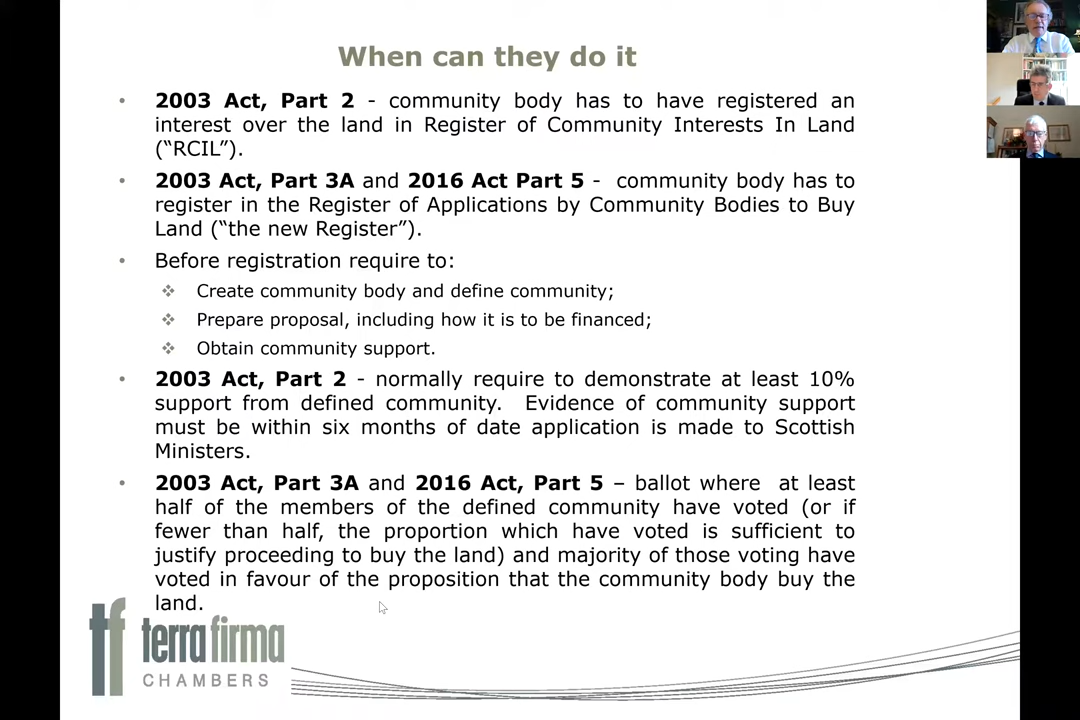 When can they do it
• 2003 Act, Part 2 - community body has to have registered an
interest over the land in Register of Community Interests In Land
(“RCIL”).
• 2003 Act, Part 3A and 2016 Act Part 5 - community body has to
register in the Register of Applications by Community Bodies to Buy
Land (“the new Register”).
• Before registration require to:
❖ Create community body and define community;
❖ Prepare proposal, including how it is to be financed;
❖ Obtain community support.
• 2003 Act, Part 2 - normally require to demonstrate at least 10%
support from defined community. Evidence of community support
must be within six months of date application is made to Scottish
Ministers.
• 2003 Act, Part 3A and 2016 Act, Part 5 – ballot where at least
half of the members of the defined community have voted (or if
fewer than half, the proportion which have voted is sufficient to
justify proceeding to buy the land) and majority of those voting have
voted in favour of the proposition that the community body buy the
land.
tf terra firma
CHAMBERS